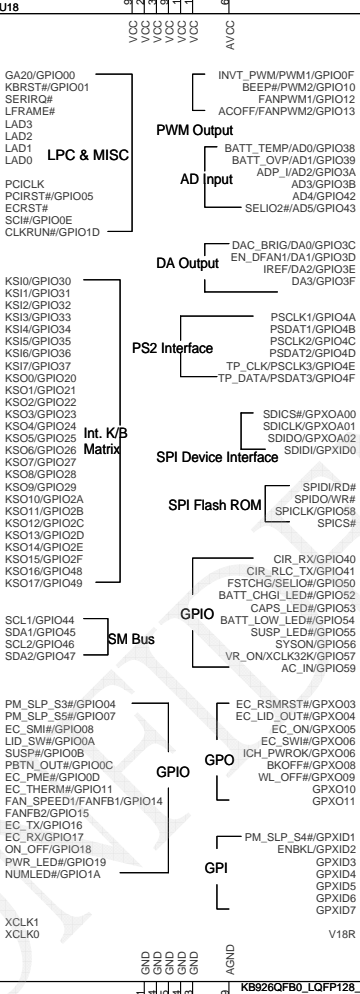 U18
VCC
VCC
VCC
VCC
VCC
VCC
AVCC
GA20/GPIO00
KBRST#/GPIO01
SERIRQ#
LFRAME#
LAD3
LAD2
LAD1
LAD0
LPC & MISC
PCICLK
PCIRST#/GPIO05
ECRST#
SCI#/GPIO0E
CLKRUN#/GPIO1D
INVT_PWM/PWM1/GPIO0F
BEEP#/PWM2/GPIO10
FANPWM1/GPIO12
ACOFF/FANPWM2/GPIO13
PWM Output
BATT_TEMP/AD0/GPIO38
BATT_OVP/AD1/GPIO39
ADP_I/AD2/GPIO3A
AD3/GPIO3B
AD4/GPIO42
SELIO2#/AD5/GPIO43
AD Input
DAC_BRIG/DA0/GPIO3C
EN_DFAN1/DA1/GPIO3D
IREF/DA2/GPIO3E
DA3/GPIO3F
DA Output
KSI0/GPIO30
KSI1/GPIO31
KSI2/GPIO32
KSI3/GPIO33
KSI4/GPIO34
KSI5/GPIO35
KSI6/GPIO36
KSI7/GPIO37
KSO0/GPIO20
KSO1/GPIO21
KSO2/GPIO22
KSO3/GPIO23
KSO4/GPIO24
KSO5/GPIO25
KSO6/GPIO26
KSO7/GPIO27
KSO8/GPIO28
KSO9/GPIO29
KSO10/GPIO2A
KSO11/GPIO2B
KSO12/GPIO2C
KSO13/GPIO2D
KSO14/GPIO2E
KSO15/GPIO2F
KSO16/GPIO48
KSO17/GPIO49
Int. K/B
Matrix
PSCLK1/GPIO4A
PSDAT1/GPIO4B
PSCLK2/GPIO4C
PSDAT2/GPIO4D
TP_CLK/PSCLK3/GPIO4E
TP_DATA/PSDAT3/GPIO4F
PS2 Interface
SDICS#/GPXOA00
SDICLK/GPXOA01
SDIDO/GPXOA02
SDIDI/GPXID0
SPI Device Interface
SPIDI/RD#
SPIDO/WR#
SPICLK/GPIO58
SPICS#
SPI Flash ROM
CIR_RX/GPIO40
CIR_RLC_TX/GPIO41
FSTCHG/SELIO#/GPIO50
BATT_CHGI_LED#/GPIO52
CAPS_LED#/GPIO53
BATT_LOW_LED#/GPIO54
SUSP_LED#/GPIO55
SYSON/GPIO56
VR_ON/XCLK32K/GPIO57
AC_IN/GPIO59
GPIO
SCL1/GPIO44
SDA1/GPIO45
SCL2/GPIO46
SDA2/GPIO47
SM Bus
PM_SLP_S3#/GPIO04
PM_SLP_S5#/GPIO07
EC_SMI#/GPIO08
LID_SW#/GPIO0A
SUSP#/GPIO0B
PBTN_OUT#/GPIO0C
EC_PME#/GPIO0D
EC_THERM#/GPIO11
FAN_SPEED1/FANFB1/GPIO14
FANFB2/GPIO15
EC_TX/GPIO16
EC_RX/GPIO17
ON_OFF/GPIO18
PWR_LED#/GPIO19
NUMLED#/GPIO1A
GPIO
EC_RSMRST#/GPXO03
EC_LID_OUT#/GPXO04
EC_ON/GPXO05
EC_SWI#/GPXO06
ICH_PWROK/GPXO06
BKOFF#/GPXO08
WL_OFF#/GPXO09
GPXO10
GPXO11
GPO
PM_SLP_S4#/GPXID1
ENBKL/GPXID2
GPXID3
GPXID4
GPXID5
GPXID6
GPXID7
GPI
XCLK1
XCLK0
V18R
GND
GND
GND
GND
GND
AGND
KB926QFB0_LQFP128_